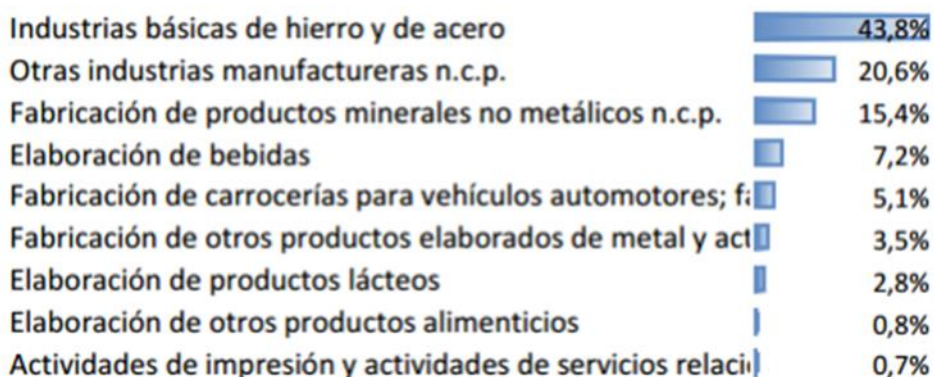 Industrias básicas de hierro y de acero 43,8%
Otras industrias manufactureras n.c.p. 20,6%
Fabricación de productos minerales no metálicos n.c.p. 15,4%
Elaboración de bebidas 7,2%
Fabricación de carrocerías para vehículos automotores; fa 5,1%
Fabricación de otros productos elaborados de metal y act 3,5%
Elaboración de productos lácteos 2,8%
Elaboración de otros productos alimenticios 0,8%
Actividades de impresión y actividades de servicios relaci 0,7%